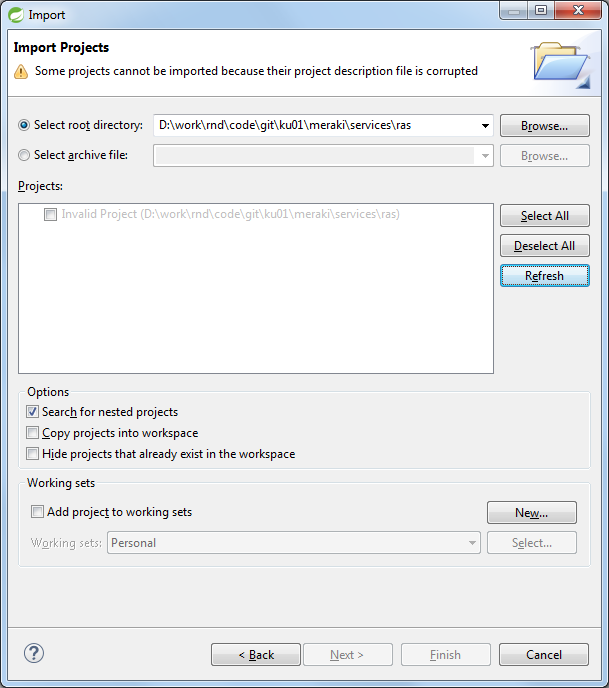 Import
Import Projects
Some projects cannot be imported because their project description file is corrupted
Select root directory: D:\work\rnd\code\git\ku01\meraki\services\ras Browse...
Select archive file: Browse...
Projects:
Invalid Project (D:\work\rnd\code\git\ku01\meraki\services\ras)
Select All
Deselect All
Refresh
Options
Search for nested projects
Copy projects into workspace
Hide projects that already exist in the workspace
Working sets
Add project to working sets New...
Working sets: Personal Select...
? < Back Next > Finish Cancel